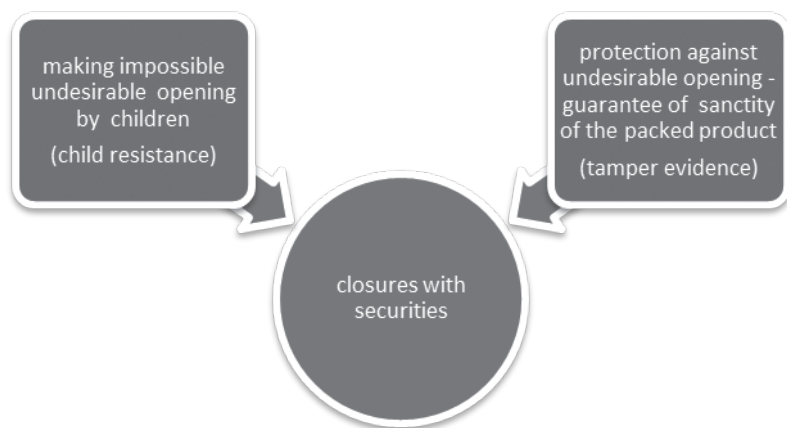 making impossible
undesirable opening
by children
(child resistance)
protection against
undesirable opening -
guarantee of sanctity
of the packed product
(tamper evidence)
closures with
securities